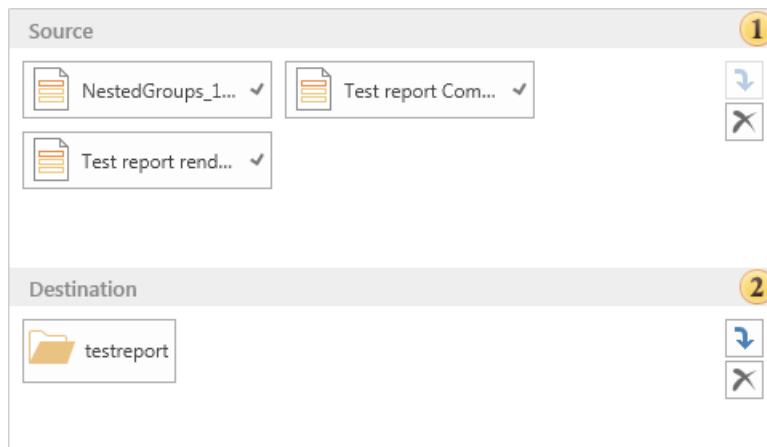 Source 1
NestedGroups_1...
Test report Com...
Test report rend...
Destination 2
testreport